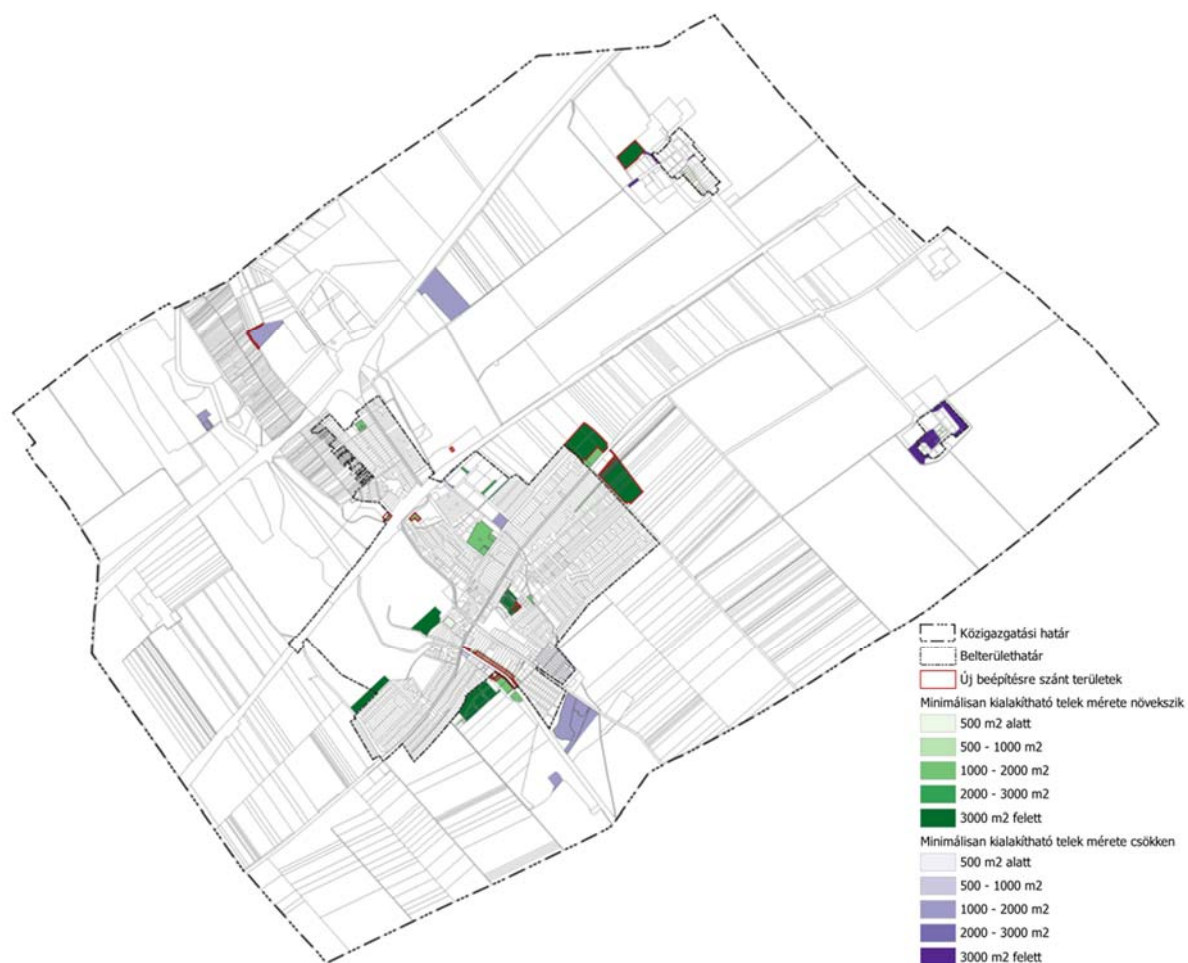 Közigazgatási határ
Belterülethatár
Új beépítésre szánt területek
Minimálisan kialakítható telek mérete növekszik
500 m2 alatt
500 - 1000 m2
1000 - 2000 m2
2000 - 3000 m2
3000 m2 felett
Minimálisan kialakítható telek mérete csökken
500 m2 alatt
500 - 1000 m2
1000 - 2000 m2
2000 - 3000 m2
3000 m2 felett